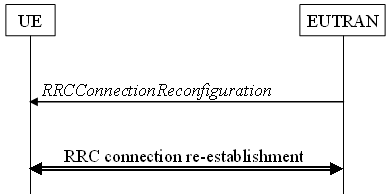 UE
EUTRAN
RRCConnectionReconfiguration
RRC connection re-establishment